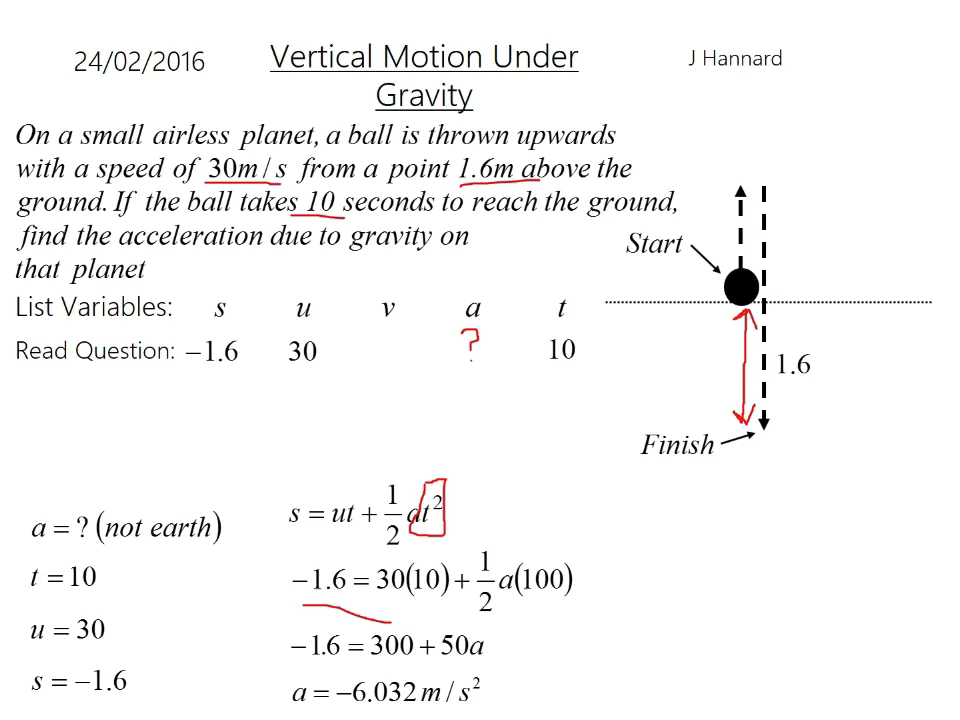 24/02/2016
Vertical Motion Under
Gravity
J Hannard
On a small airless planet, a ball is thrown upwards
with a speed of 30m / s from a point 1.6m above the
ground. If the ball takes 10 seconds to reach the ground,
find the acceleration due to gravity on
that planet
Start
List Variables: s u v a t
Read Question: −1.6 30 ? 10
1.6
Finish
a = ? (not earth)
t = 10
u = 30
s = −1.6
s = ut + 1/2 at²
−1.6 = 30(10) + 1/2 a(100)
−1.6 = 300 + 50a
a = −6.032 m / s²